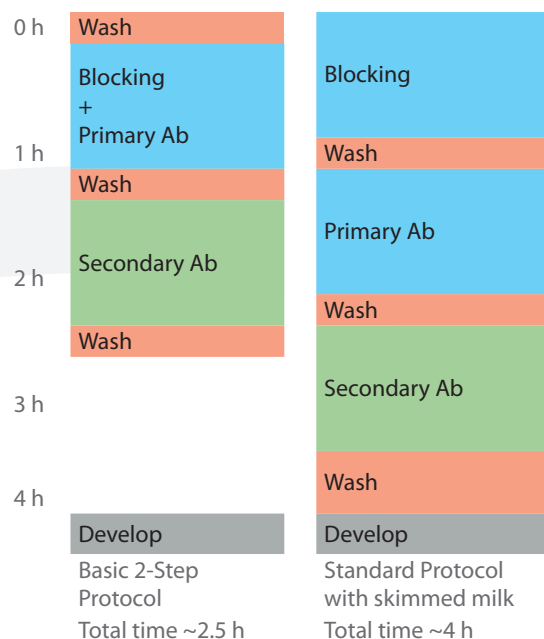 0 h
1 h
2 h
3 h
4 h
Wash
Blocking
+
Primary Ab
Wash
Secondary Ab
Wash
Develop
Basic 2-Step
Protocol
Total time ~2.5 h
Blocking
Wash
Primary Ab
Wash
Secondary Ab
Wash
Develop
Standard Protocol
with skimmed milk
Total time ~4 h